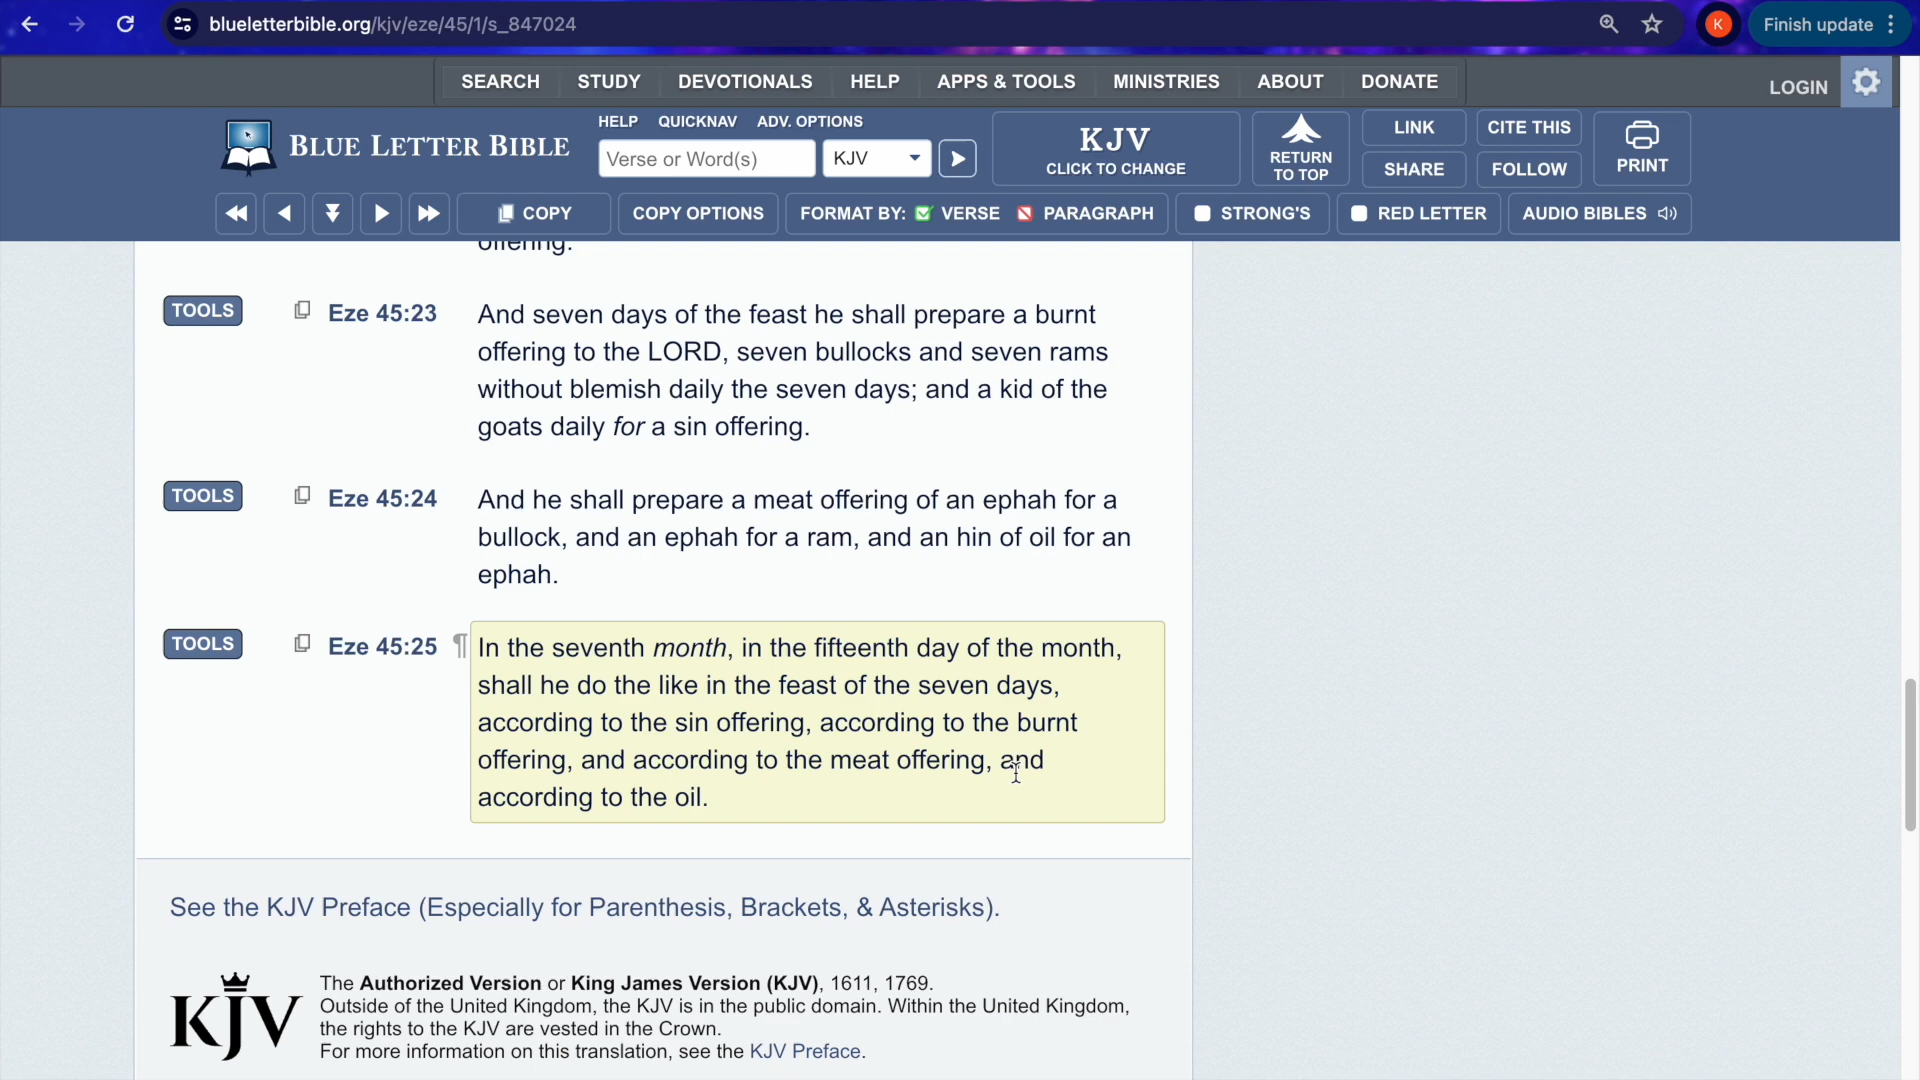 blueletterbible.org/kjv/eze/45/1/s_847024
K
Finish update
SEARCH STUDY DEVOTIONALS HELP APPS & TOOLS MINISTRIES ABOUT DONATE
LOGIN
BLUE LETTER BIBLE
HELP QUICKNAV ADV. OPTIONS
Verse or Word(s)
KJV
KJV
CLICK TO CHANGE
RETURN
TO TOP
LINK
CITE THIS
SHARE
FOLLOW
PRINT
COPY
COPY OPTIONS
FORMAT BY: VERSE PARAGRAPH
STRONG'S
RED LETTER
AUDIO BIBLES
offering.
TOOLS
Eze 45:23
And seven days of the feast he shall prepare a burnt
offering to the LORD, seven bullocks and seven rams
without blemish daily the seven days; and a kid of the
goats daily for a sin offering.
TOOLS
Eze 45:24
And he shall prepare a meat offering of an ephah for a
bullock, and an ephah for a ram, and an hin of oil for an
ephah.
TOOLS
Eze 45:25
¶
In the seventh month, in the fifteenth day of the month,
shall he do the like in the feast of the seven days,
according to the sin offering, according to the burnt
offering, and according to the meat offering, and
according to the oil.
See the KJV Preface (Especially for Parenthesis, Brackets, & Asterisks).
KJV
The Authorized Version or King James Version (KJV), 1611, 1769.
Outside of the United Kingdom, the KJV is in the public domain. Within the United Kingdom,
the rights to the KJV are vested in the Crown.
For more information on this translation, see the KJV Preface.